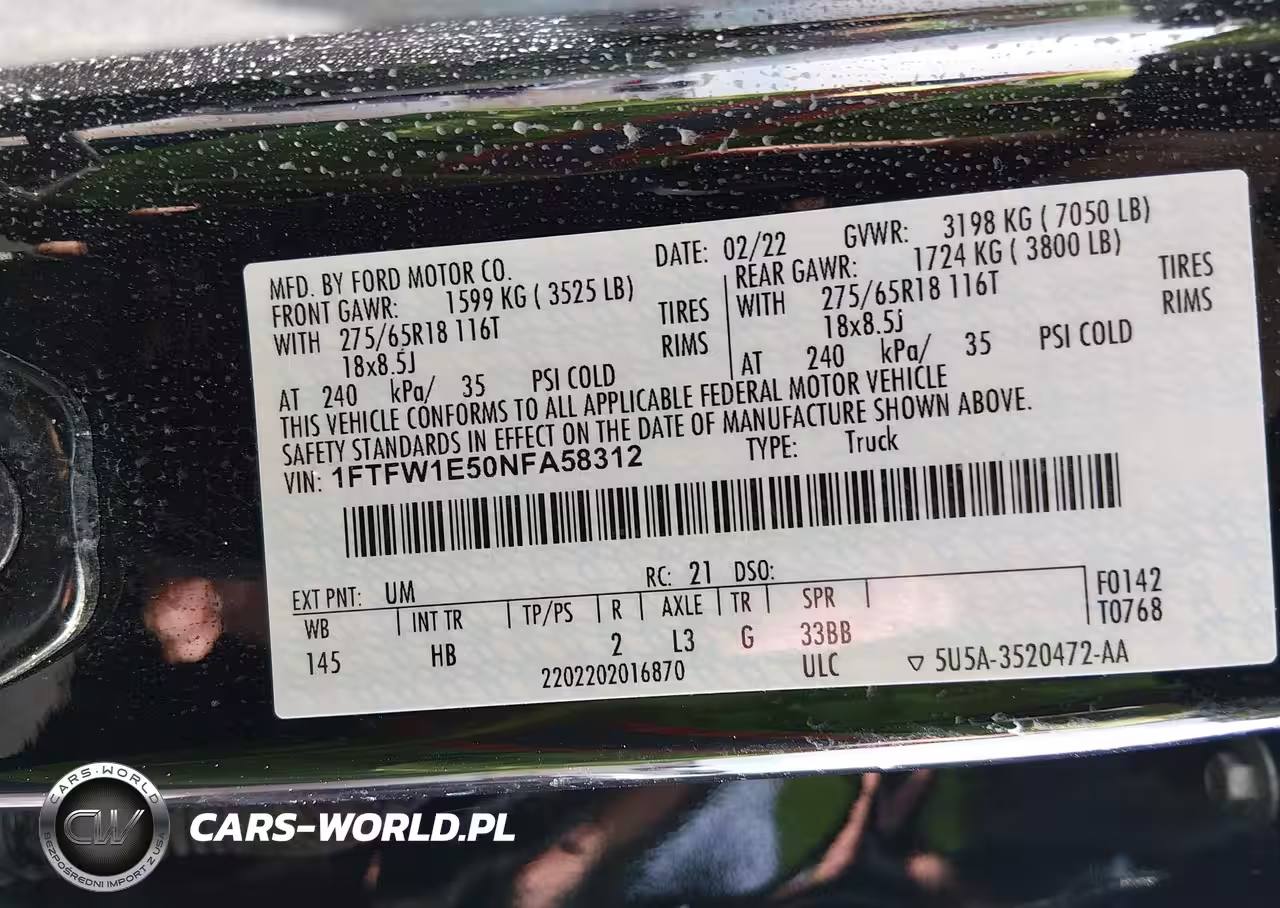 MFD. BY FORD MOTOR CO. DATE: 02/22 GVWR: 3198 KG ( 7050 LB)
FRONT GAWR: 1599 KG ( 3525 LB) REAR GAWR: 1724 KG ( 3800 LB)
WITH 275/65R18 116T TIRES WITH 275/65R18 116T TIRES
18x8.5J RIMS 18x8.5j RIMS
AT 240 kPa/ 35 PSI COLD AT 240 kPa/ 35 PSI COLD
THIS VEHICLE CONFORMS TO ALL APPLICABLE FEDERAL MOTOR VEHICLE
SAFETY STANDARDS IN EFFECT ON THE DATE OF MANUFACTURE SHOWN ABOVE.
VIN: 1FTFW1E50NFA58312 TYPE: Truck
EXT PNT: UM RC: 21 DSO:
WB INT TR TP/PS R AXLE TR SPR F0142
145 HB 2 L3 G 33BB T0768
2202202016870 ULC ▽ 5U5A-3520472-AA
CARS-WORLD
CW
BEZPOŚREDNI IMPORT Z USA
CARS-WORLD.PL